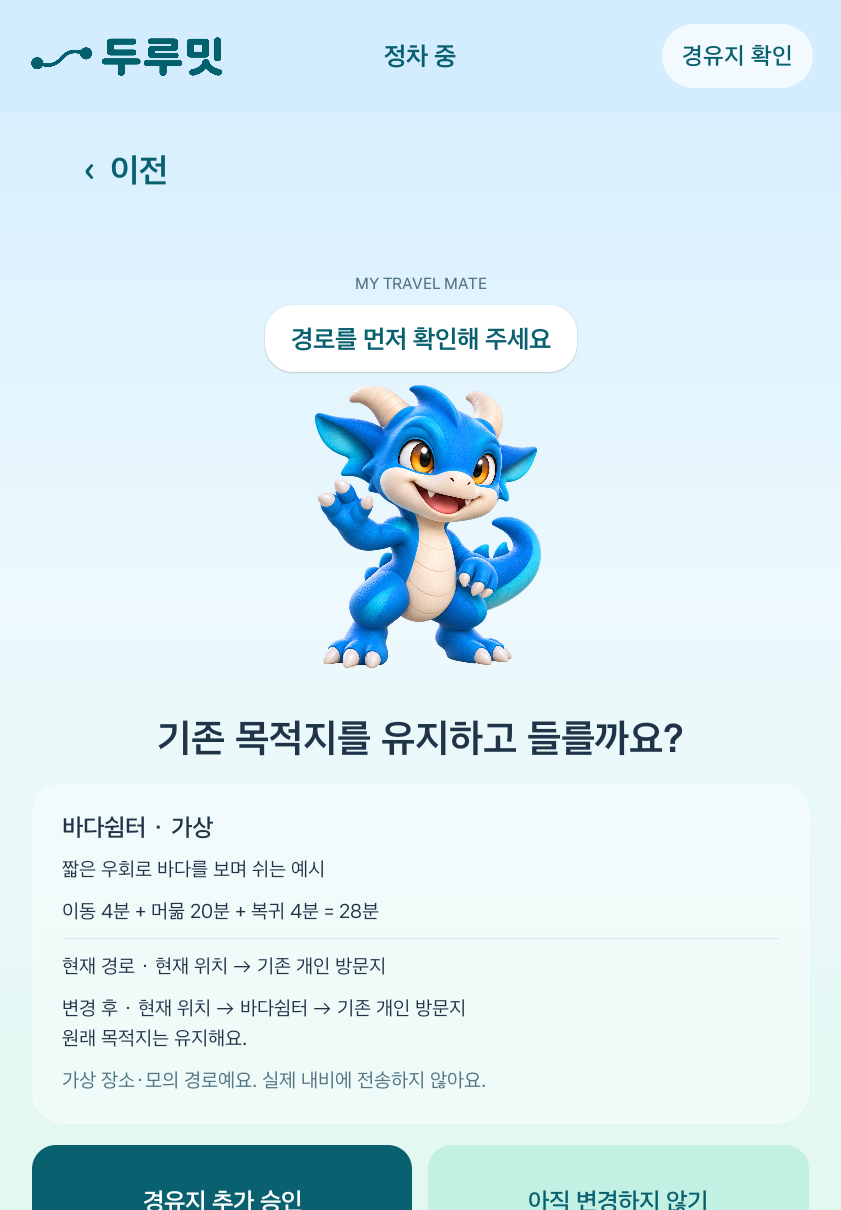 두루밋
정차 중
경유지 확인
‹ 이전
MY TRAVEL MATE
경로를 먼저 확인해 주세요
기존 목적지를 유지하고 들를까요?
바다쉼터 · 가상
짧은 우회로 바다를 보며 쉬는 예시
이동 4분 + 머묾 20분 + 복귀 4분 = 28분
현재 경로 · 현재 위치 → 기존 개인 방문지
변경 후 · 현재 위치 → 바다쉼터 → 기존 개인 방문지
원래 목적지는 유지해요.
가상 장소·모의 경로예요. 실제 내비에 전송하지 않아요.
경유지 추가 승인
아직 변경하지 않기